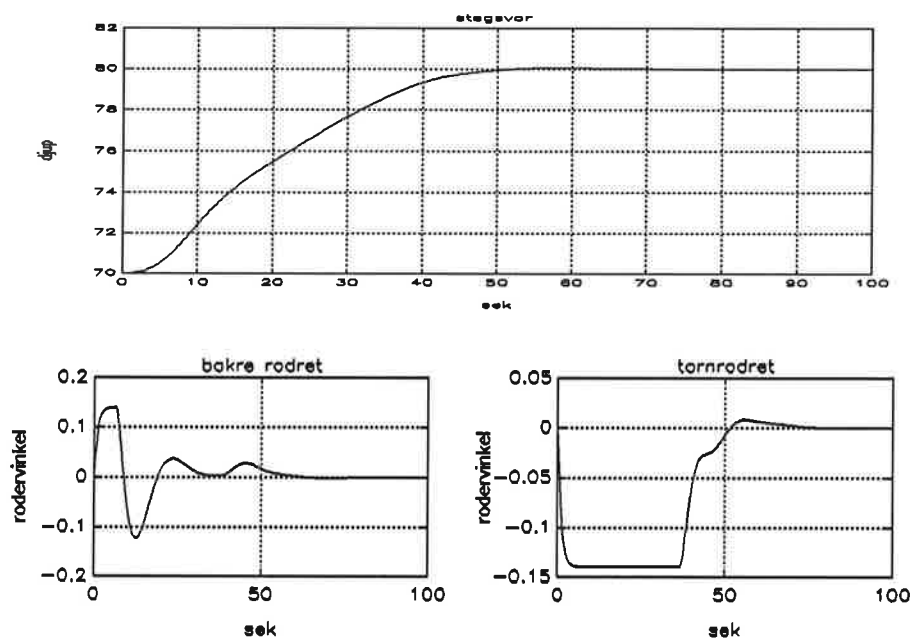 stegsvar
82
80
78
76
74
72
70
djup
0 10 20 30 40 50 60 70 80 90 100
sek
bakre rodret
0.2
0.1
0
-0.1
-0.2
rodervinkel
0 50 100
sek
tornrodret
0.05
0
-0.05
-0.1
-0.15
rodervinkel
0 50 100
sek